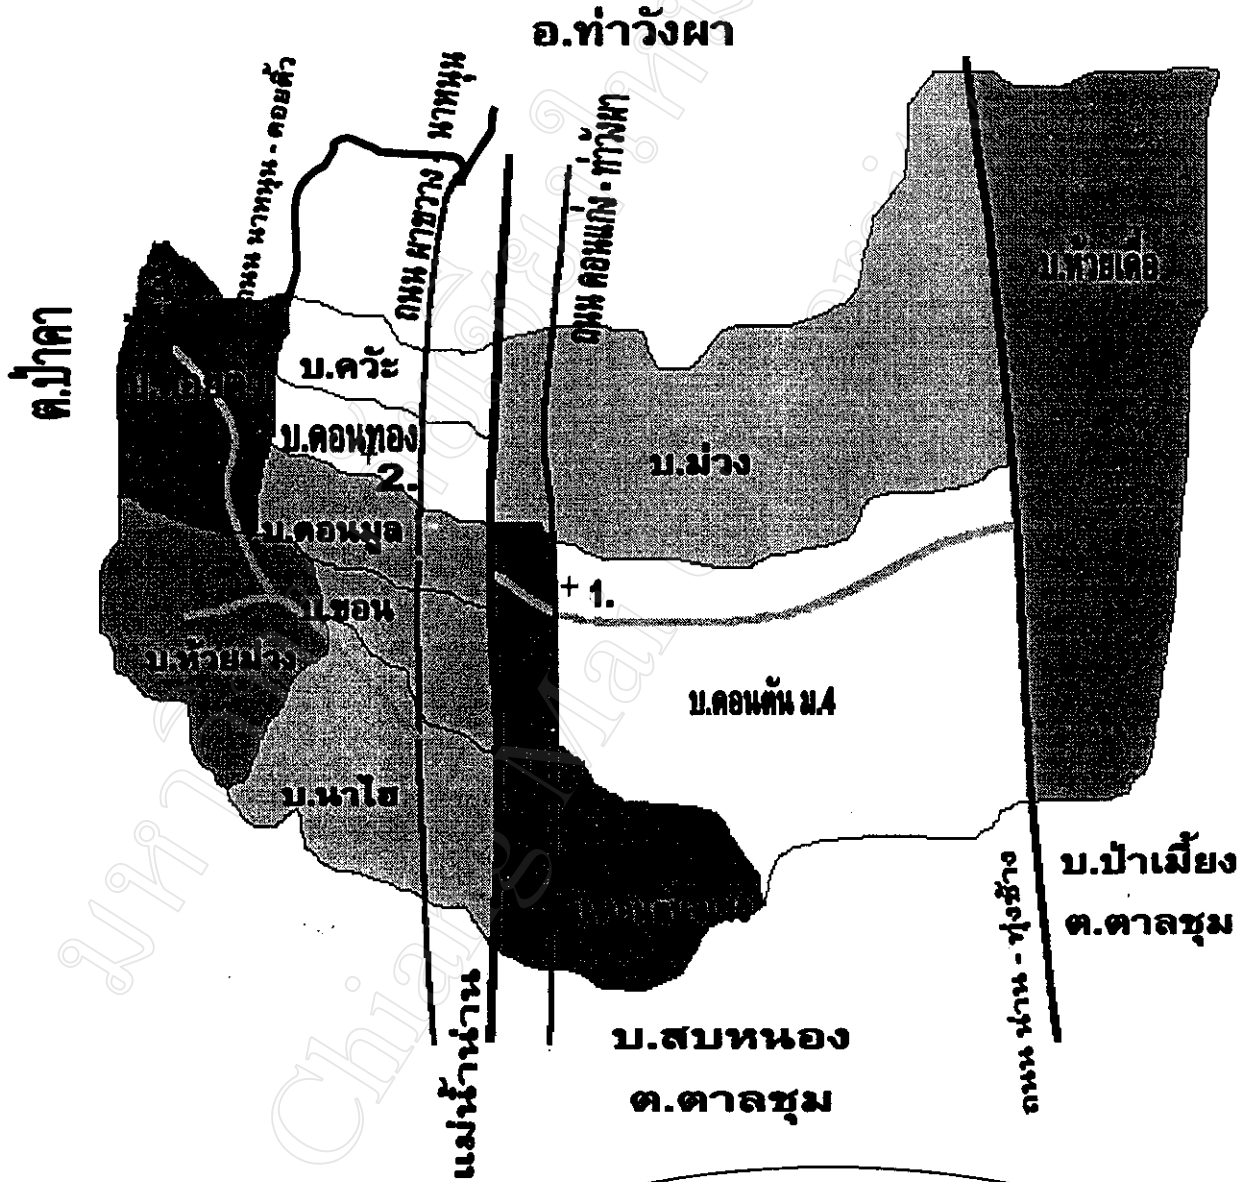 อ.ท่าวังผา
ถนน นาหนุน - ดอยติ้ว
ถนน ผาขวาง - นาหนุน
ถนน ดอนแก่ง - ท่าวังผา
ต.ป่าคา
บ.ห้วยเดื่อ
บ.ควัะ
บ.ดอนทอง
2.
บ.ม่วง
บ.ดอนมูล
บ.ขอน
1.
บ.ห้วยม่วง
บ.ดอนตัน ม.4
บ.นาไฮ
บ.ป่าเมี้ยง
ต.ตาลชุม
ถนน น่าน - ทุ่งช้าง
แม่น้ำน่าน
บ.สบหนอง
ต.ตาลชุม